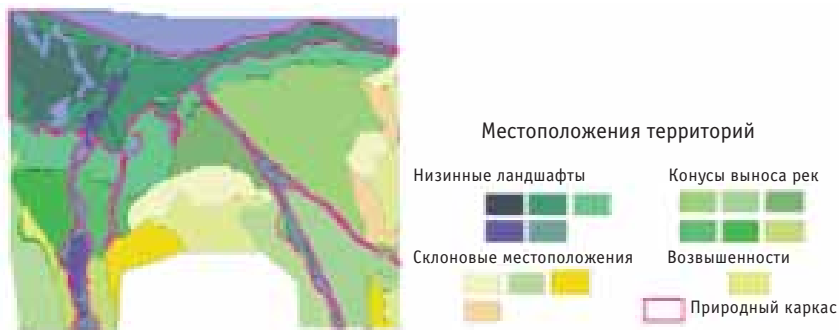 Местоположения территорий
Низинные ландшафты
Конусы выноса рек
Склоновые местоположения
Возвышенности
Природный каркас